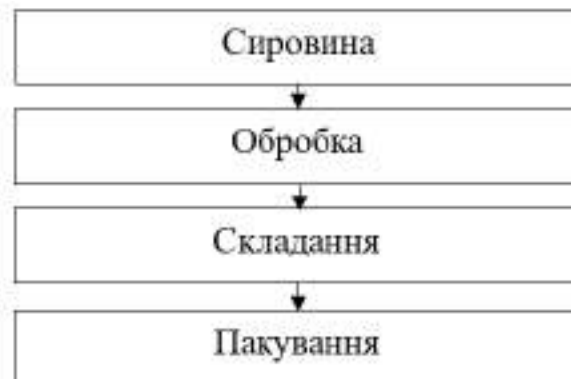 Сировина
Обробка
Складання
Пакування